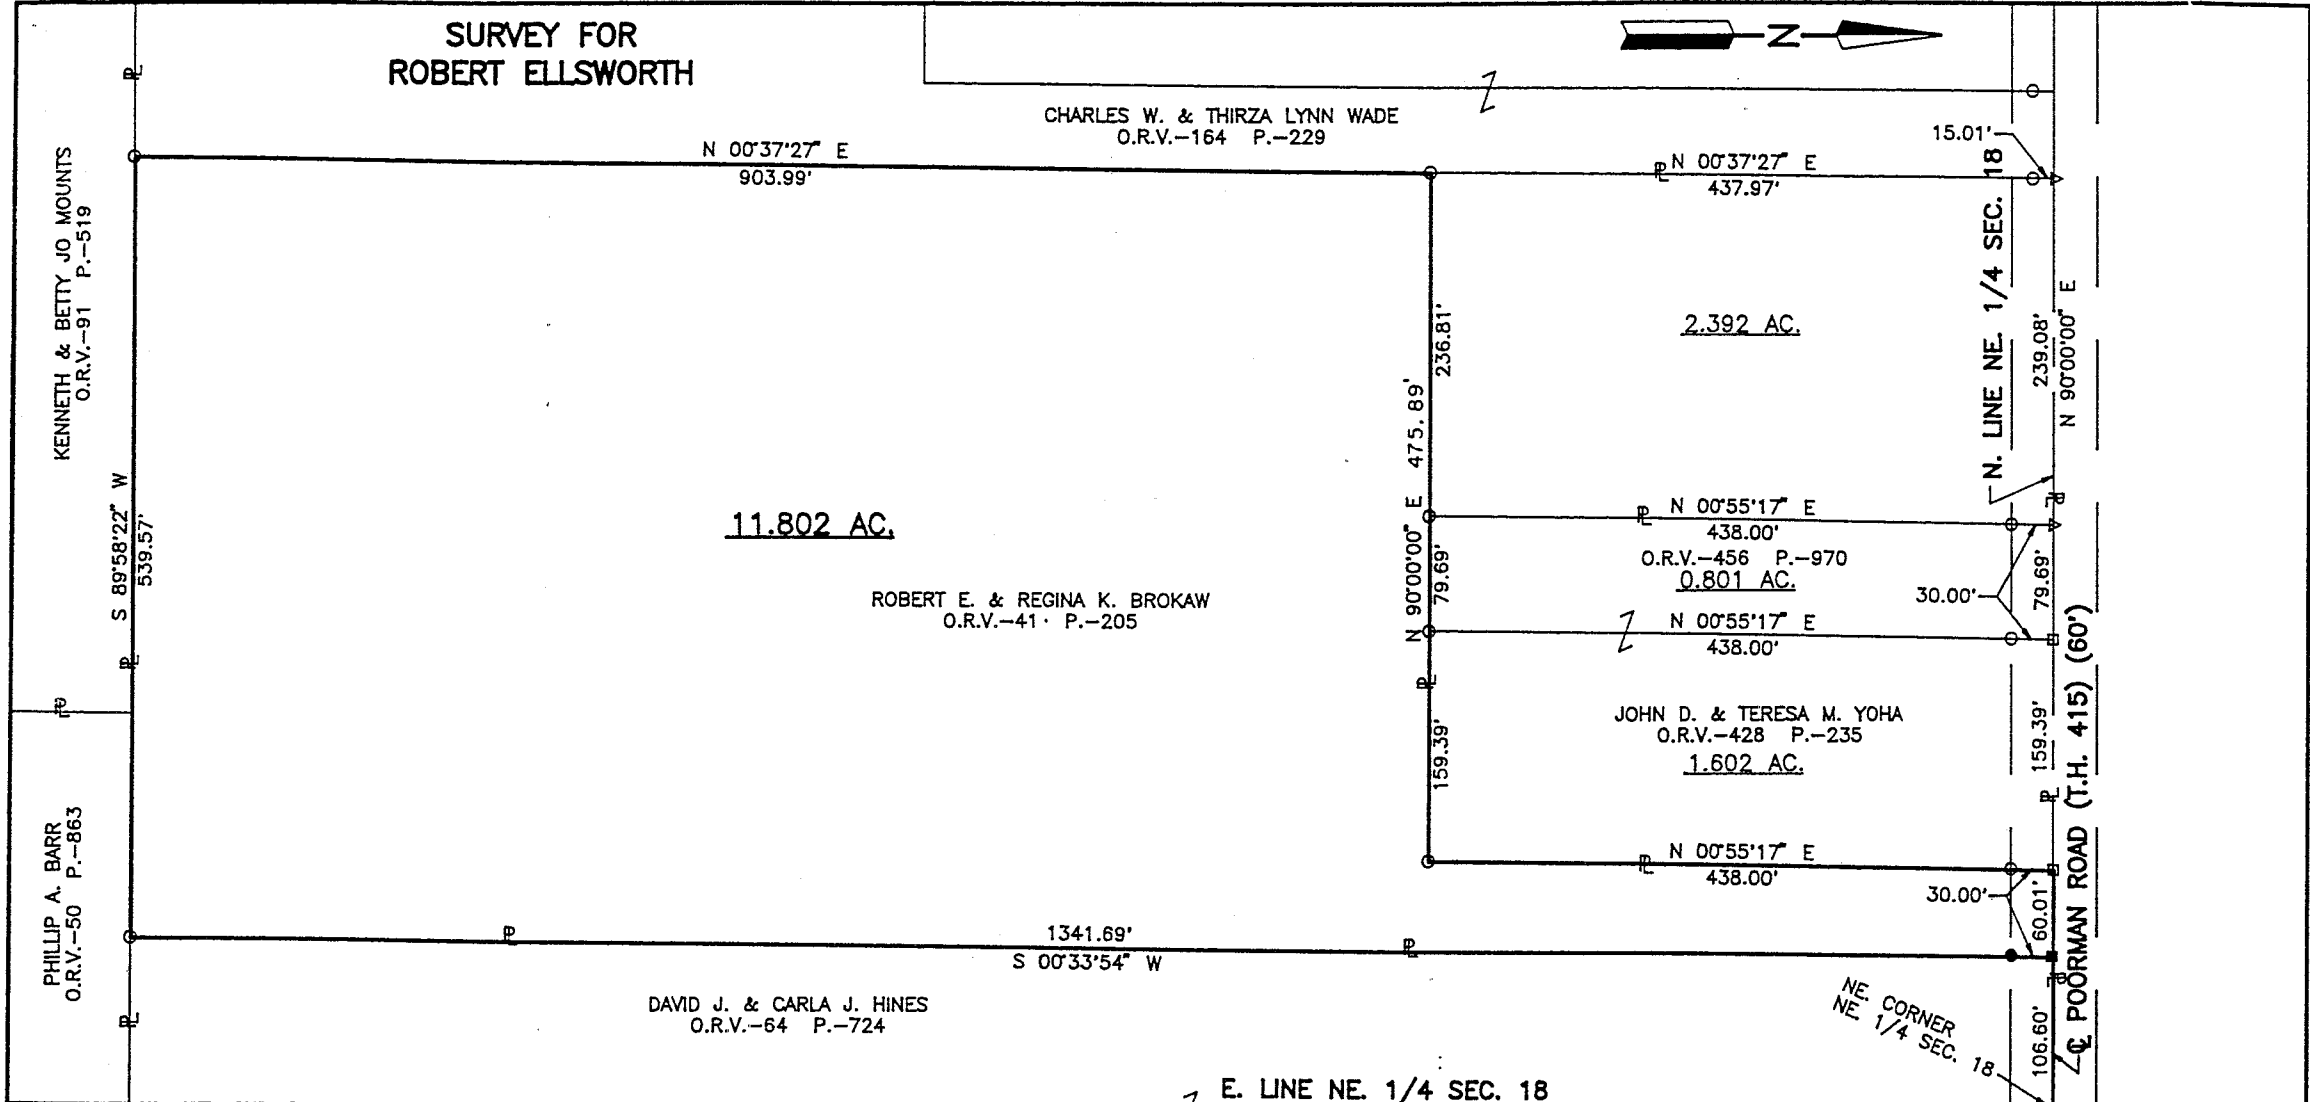 SURVEY FOR
ROBERT ELLSWORTH
N
CHARLES W. & THIRZA LYNN WADE
O.R.V.-164 P.-229
15.01'
N 00°37'27" E
903.99'
N 00°37'27" E
437.97'
KENNETH & BETTY JO MOUNTS
O.R.V.-91 P.-519
N. LINE NE. 1/4 SEC. 18
236.81'
2.392 AC.
239.08'
N 90°00'00" E
N 90°00'00" E 475.89'
S 89°58'22" W
539.57'
11.802 AC.
N 00°55'17" E
438.00'
O.R.V.-456 P.-970
0.801 AC.
79.69'
79.69'
30.00'
ROBERT E. & REGINA K. BROKAW
O.R.V.-41 P.-205
N 00°55'17" E
438.00'
JOHN D. & TERESA M. YOHA
O.R.V.-428 P.-235
1.602 AC.
159.39'
159.39'
℄ POORMAN ROAD (T.H. 415) (60')
N 00°55'17" E
438.00'
30.00'
60.01'
PHILLIP A. BARR
O.R.V.-50 P.-863
1341.69'
S 00°33'54" W
DAVID J. & CARLA J. HINES
O.R.V.-64 P.-724
NE. CORNER
NE. 1/4 SEC. 18
106.60'
E. LINE NE. 1/4 SEC. 18